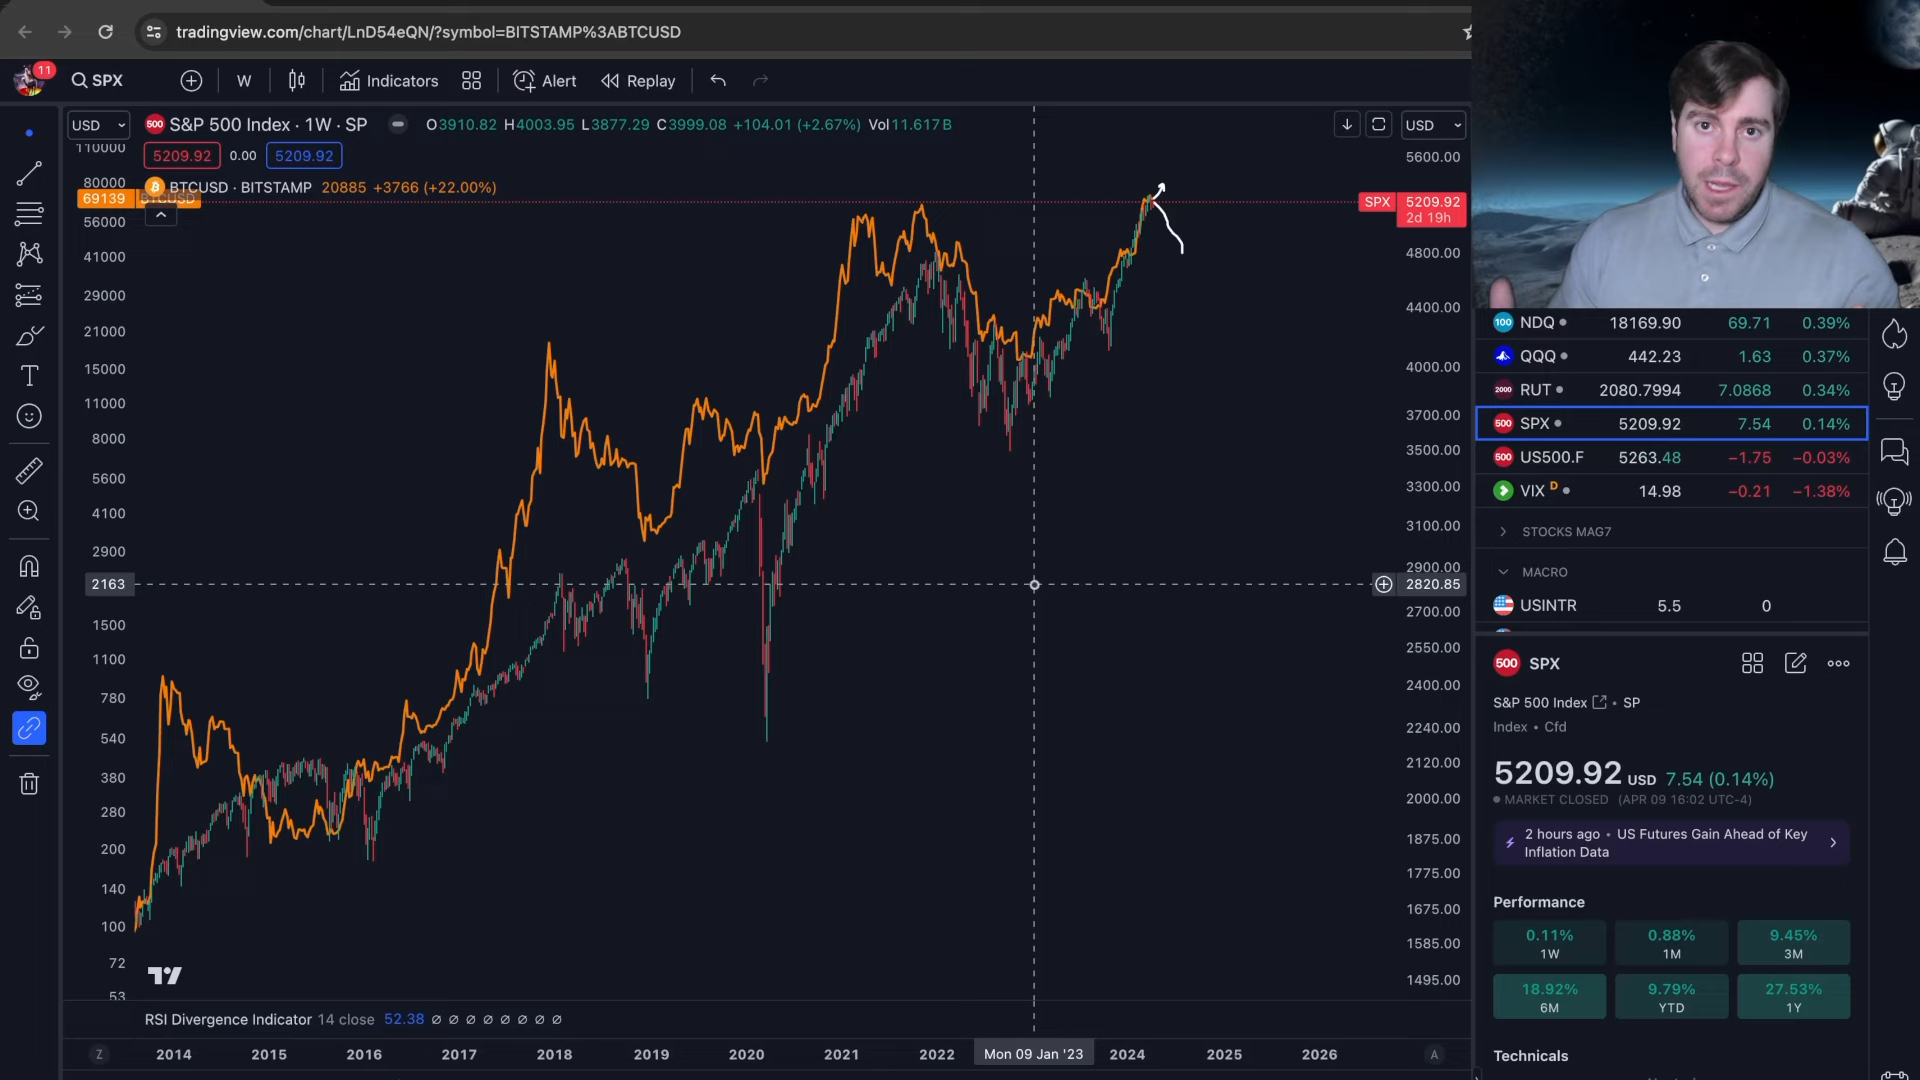 tradingview.com/chart/LnD54eQN/?symbol=BITSTAMP%3ABTCUSD
11
SPX
W
Indicators
Alert
Replay
USD
500
S&P 500 Index · 1W · SP
O3910.82 H4003.95 L3877.29 C3999.08 +104.01 (+2.67%) Vol11.617B
USD
5209.92
0.00
5209.92
BTCUSD · BITSTAMP 20885 +3766 (+22.00%)
110000
80000
69139
BTCUSD
56000
41000
29000
21000
15000
11000
8000
5600
4100
2900
2163
1500
1100
780
540
380
280
200
140
100
72
53
5600.00
SPX
5209.92
2d 19h
4800.00
4400.00
4000.00
3700.00
3500.00
3300.00
3100.00
2900.00
2820.85
2700.00
2550.00
2400.00
2240.00
2120.00
2000.00
1875.00
1775.00
1675.00
1585.00
1495.00
RSI Divergence Indicator 14 close 52.38 ∅ ∅ ∅ ∅ ∅ ∅ ∅ ∅
Z
2014
2015
2016
2017
2018
2019
2020
2021
2022
Mon 09 Jan '23
2024
2025
2026
A
100 NDQ 18169.90 69.71 0.39%
QQQ 442.23 1.63 0.37%
2000 RUT 2080.7994 7.0868 0.34%
500 SPX 5209.92 7.54 0.14%
500 US500.F 5263.48 −1.75 −0.03%
VIX D 14.98 −0.21 −1.38%
STOCKS MAG7
MACRO
USINTR 5.5 0
500 SPX
S&P 500 Index • SP
Index • Cfd
5209.92 USD 7.54 (0.14%)
MARKET CLOSED (APR 09 16:02 UTC-4)
2 hours ago • US Futures Gain Ahead of Key
Inflation Data
Performance
0.11%
1W
0.88%
1M
9.45%
3M
18.92%
6M
9.79%
YTD
27.53%
1Y
Technicals